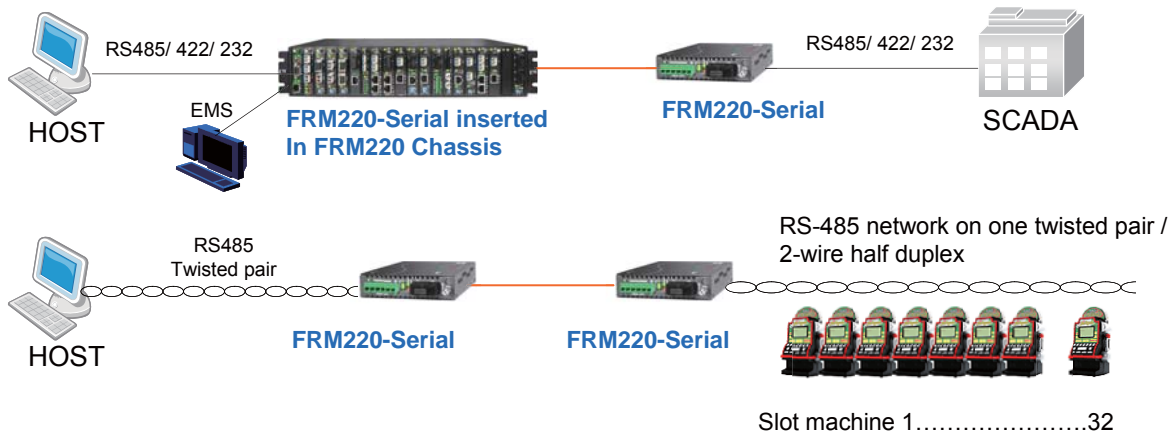 RS485/ 422/ 232
RS485/ 422/ 232
HOST
EMS
FRM220-Serial inserted
In FRM220 Chassis
FRM220-Serial
SCADA
RS485
Twisted pair
RS-485 network on one twisted pair /
2-wire half duplex
HOST
FRM220-Serial
FRM220-Serial
Slot machine 1......................32